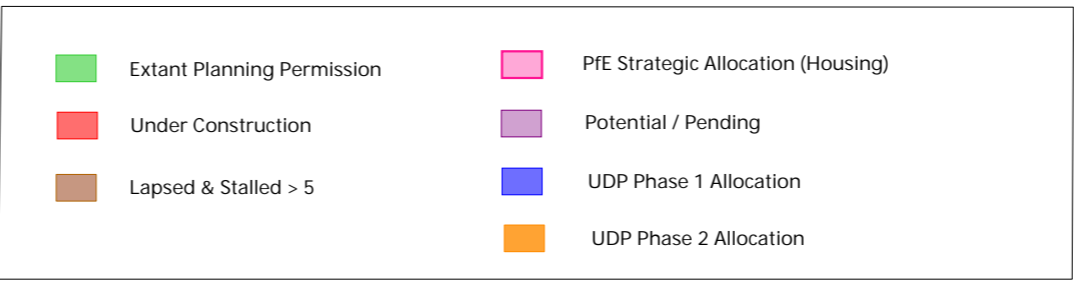 Extant Planning Permission
Under Construction
Lapsed & Stalled > 5
PfE Strategic Allocation (Housing)
Potential / Pending
UDP Phase 1 Allocation
UDP Phase 2 Allocation